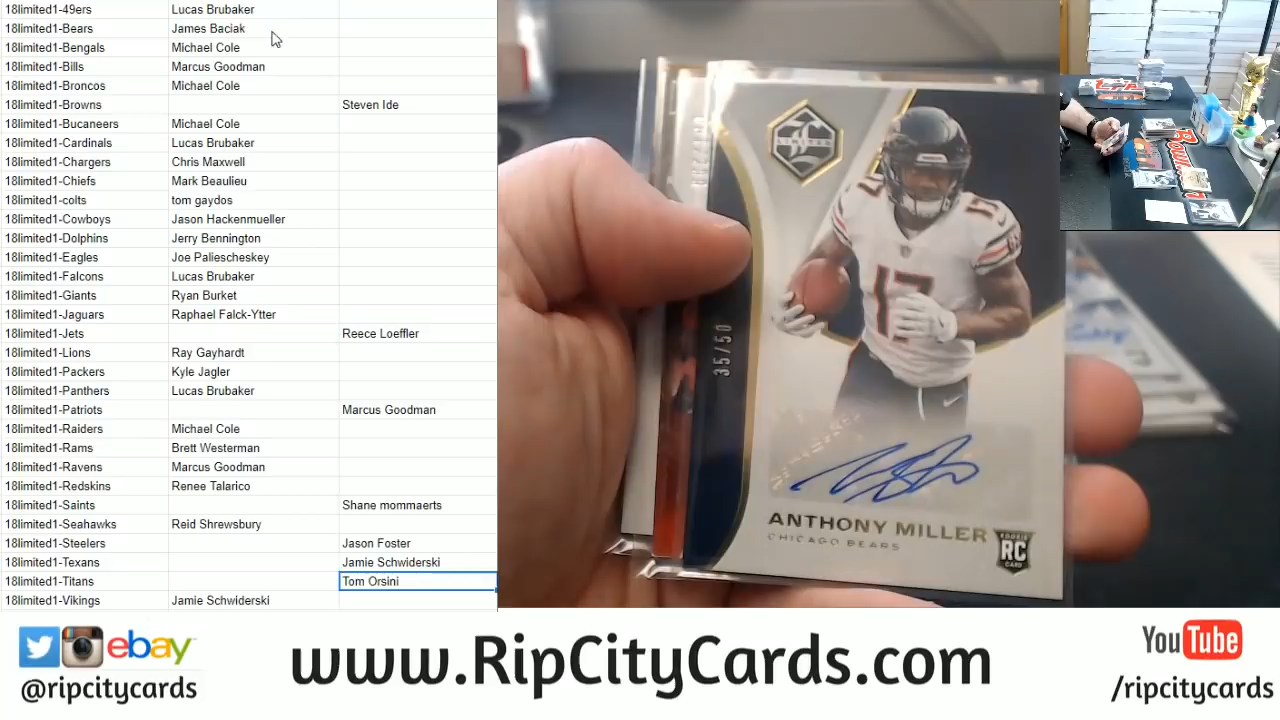 18limited1-49ers Lucas Brubaker
18limited1-Bears James Baciak
18limited1-Bengals Michael Cole
18limited1-Bills Marcus Goodman
18limited1-Broncos Michael Cole
18limited1-Browns Steven Ide
18limited1-Bucaneers Michael Cole
18limited1-Cardinals Lucas Brubaker
18limited1-Chargers Chris Maxwell
18limited1-Chiefs Mark Beaulieu
18limited1-colts tom gaydos
18limited1-Cowboys Jason Hackenmueller
18limited1-Dolphins Jerry Bennington
18limited1-Eagles Joe Paliescheskey
18limited1-Falcons Lucas Brubaker
18limited1-Giants Ryan Burket
18limited1-Jaguars Raphael Falck-Ytter
18limited1-Jets Reece Loeffler
18limited1-Lions Ray Gayhardt
18limited1-Packers Kyle Jagler
18limited1-Panthers Lucas Brubaker
18limited1-Patriots Marcus Goodman
18limited1-Raiders Michael Cole
18limited1-Rams Brett Westerman
18limited1-Ravens Marcus Goodman
18limited1-Redskins Renee Talarico
18limited1-Saints Shane mommaerts
18limited1-Seahawks Reid Shrewsbury
18limited1-Steelers Jason Foster
18limited1-Texans Jamie Schwiderski
18limited1-Titans Tom Orsini
18limited1-Vikings Jamie Schwiderski
LIMITED
17
17
35/50
ANTHONY MILLER
CHICAGO BEARS
ROOKIE
RC
CARD
ebay
@ripcitycards
www.RipCityCards.com
YouTube
/ripcitycards